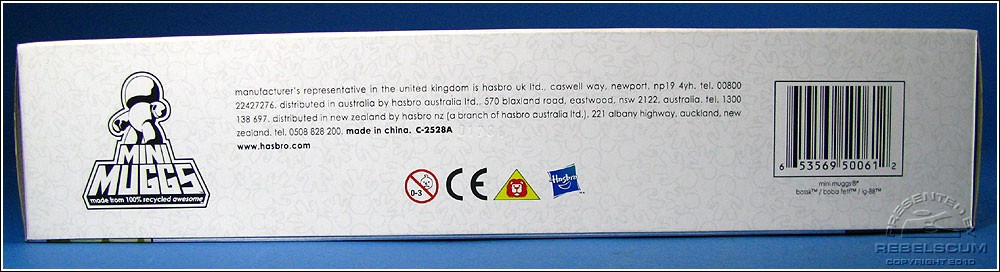 MINI
MUGGS
made from 100% recycled awesome
manufacturer's representative in the united kingdom is hasbro uk ltd., caswell way, newport, np19 4yh. tel. 00800
22427276. distributed in australia by hasbro australia ltd., 570 blaxland road, eastwood, nsw 2122, australia. tel. 1300
138 697. distributed in new zealand by hasbro nz (a branch of hasbro australia ltd.), 221 albany highway, auckland, new
zealand. tel. 0508 828 200. made in china. C-2528A
www.hasbro.com
0-3
CE
Hasbro
6 53569 50061 2
mini muggs®*
bossk™ / boba fett™ / ig-88™
PRESENTED BY
REBELSCUM
COPYRIGHT 2010